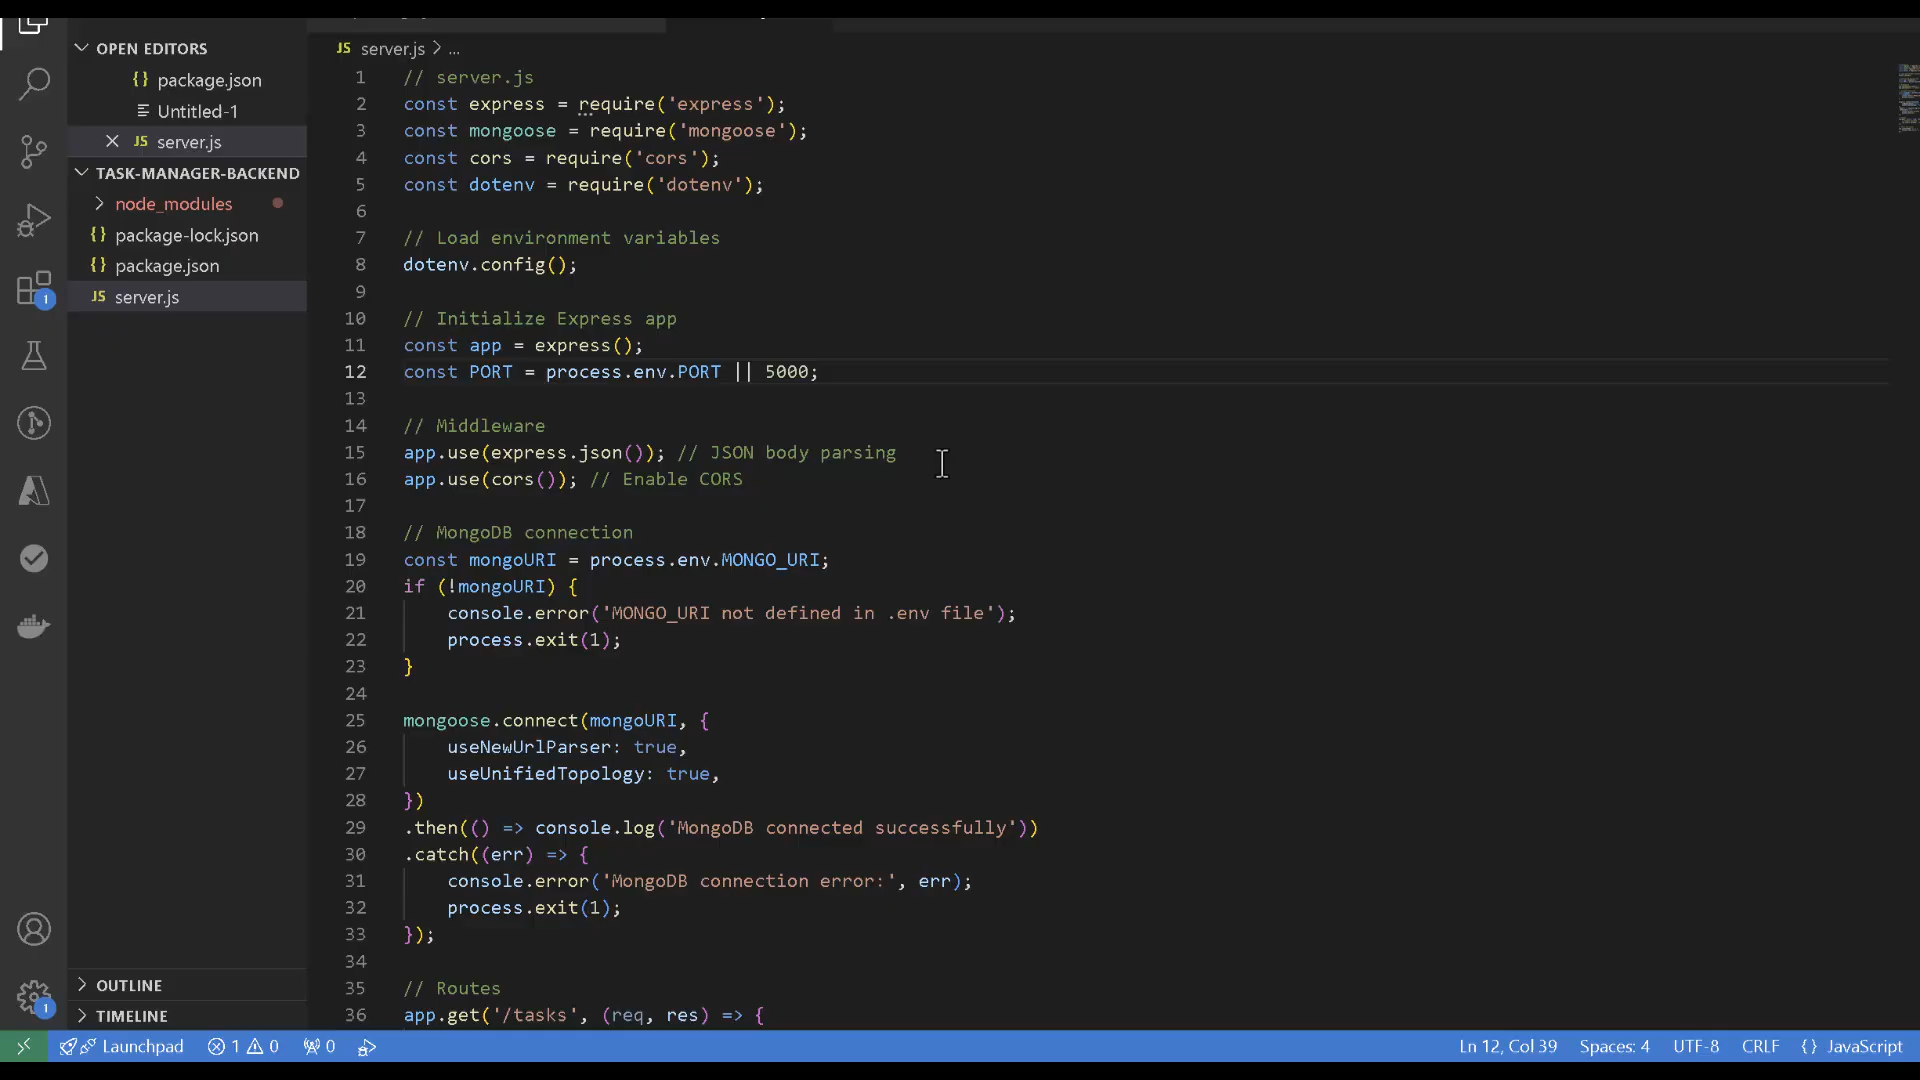 OPEN EDITORS
{} package.json
Untitled-1
JS server.js
TASK-MANAGER-BACKEND
node_modules
{} package-lock.json
{} package.json
JS server.js
OUTLINE
TIMELINE
JS server.js > ...
1 // server.js
2 const express = require('express');
3 const mongoose = require('mongoose');
4 const cors = require('cors');
5 const dotenv = require('dotenv');
6
7 // Load environment variables
8 dotenv.config();
9
10 // Initialize Express app
11 const app = express();
12 const PORT = process.env.PORT || 5000;
13
14 // Middleware
15 app.use(express.json()); // JSON body parsing
16 app.use(cors()); // Enable CORS
17
18 // MongoDB connection
19 const mongoURI = process.env.MONGO_URI;
20 if (!mongoURI) {
21 console.error('MONGO_URI not defined in .env file');
22 process.exit(1);
23 }
24
25 mongoose.connect(mongoURI, {
26 useNewUrlParser: true,
27 useUnifiedTopology: true,
28 })
29 .then(() => console.log('MongoDB connected successfully'))
30 .catch((err) => {
31 console.error('MongoDB connection error:', err);
32 process.exit(1);
33 });
34
35 // Routes
36 app.get('/tasks', (req, res) => {
1
1
Launchpad 1 0 0 Ln 12, Col 39 Spaces: 4 UTF-8 CRLF {} JavaScript